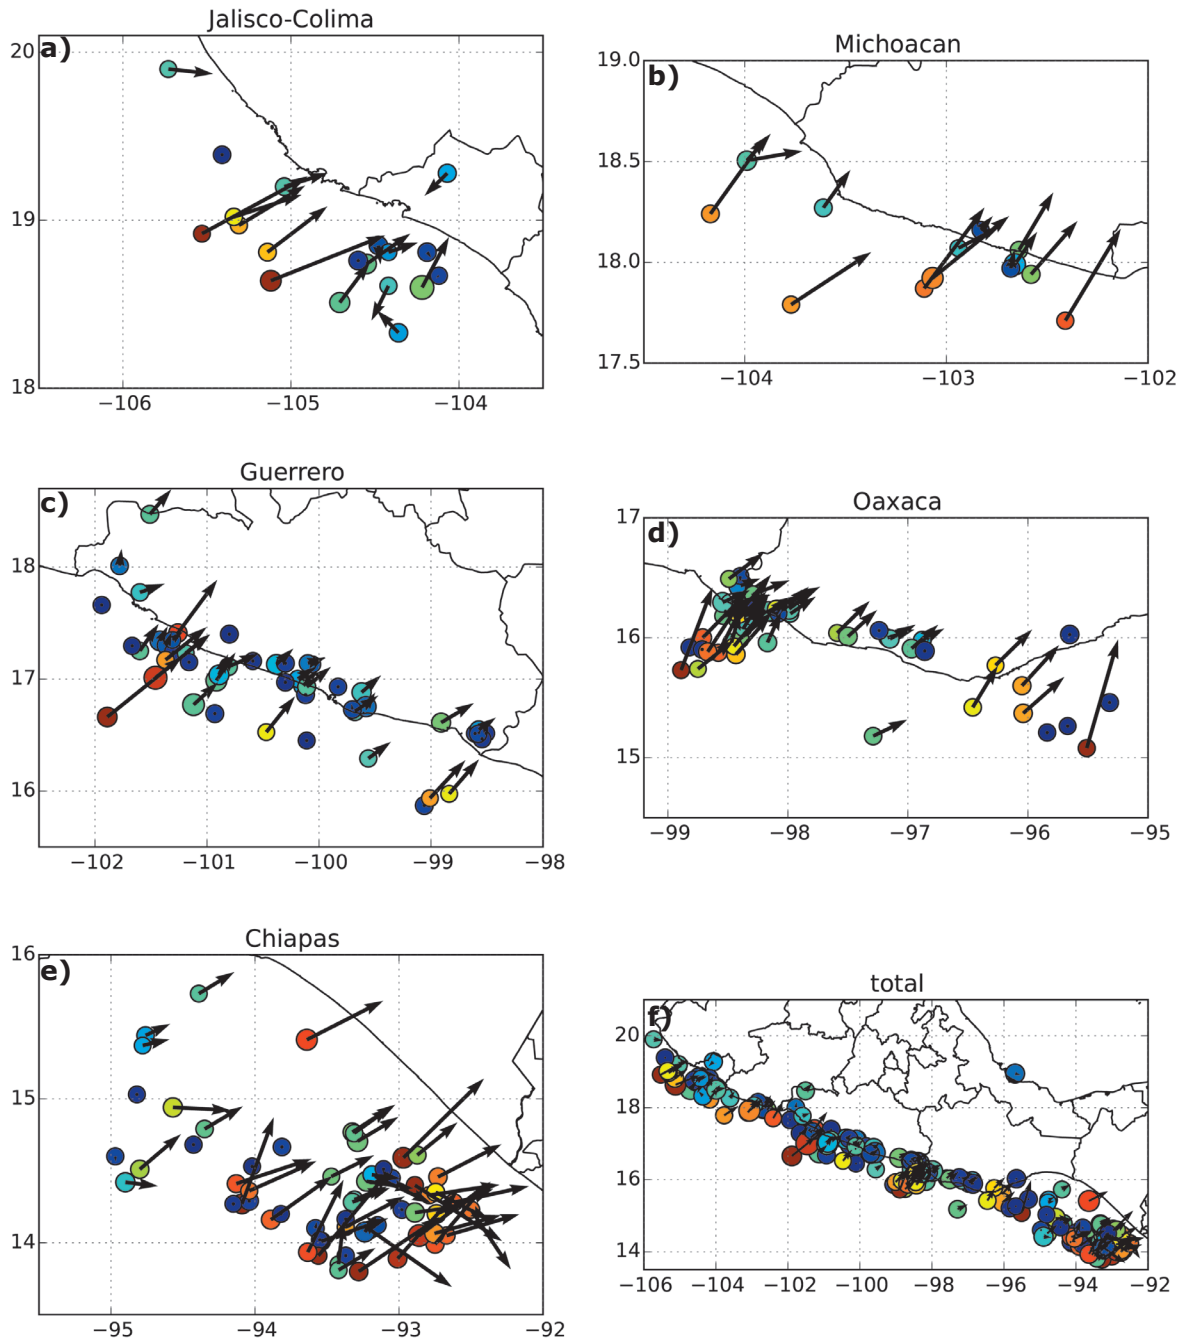 Jalisco-Colima
a)
20
19
18
−106 −105 −104
Michoacan
b)
19.0
18.5
18.0
17.5
−104 −103 −102
Guerrero
c)
18
17
16
−102 −101 −100 −99 −98
Oaxaca
d)
17
16
15
−99 −98 −97 −96 −95
Chiapas
e)
16
15
14
−95 −94 −93 −92
total
f)
20
18
16
14
−106 −104 −102 −100 −98 −96 −94 −92